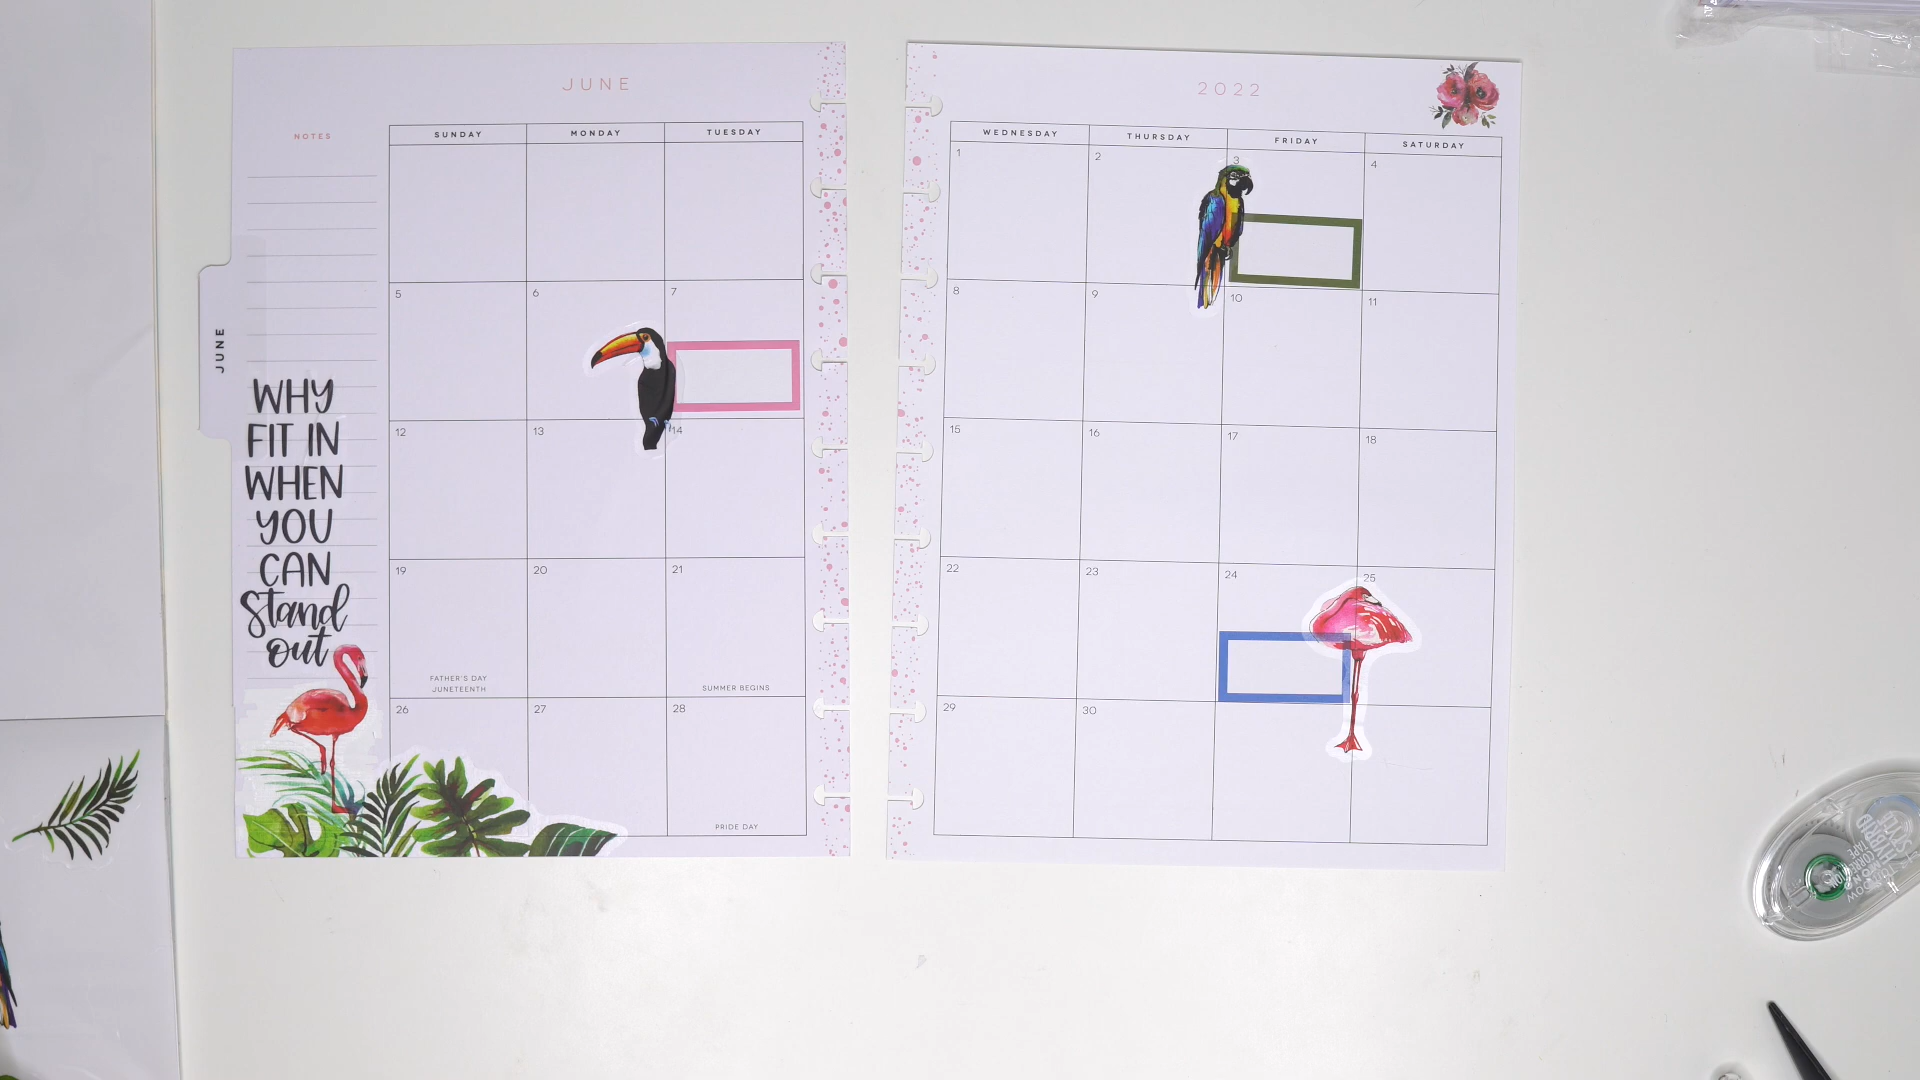 JUNE
NOTES
SUNDAY MONDAY TUESDAY
5 6 7
12 13 14
19 20 21
FATHER'S DAY
JUNETEENTH
SUMMER BEGINS
26 27 28
PRIDE DAY
JUNE
WHY
FIT IN
WHEN
YOU
CAN
Stand
out
2022
WEDNESDAY THURSDAY FRIDAY SATURDAY
1 2 3 4
8 9 10 11
15 16 17 18
22 23 24 25
29 30
HYBRID
STYLE